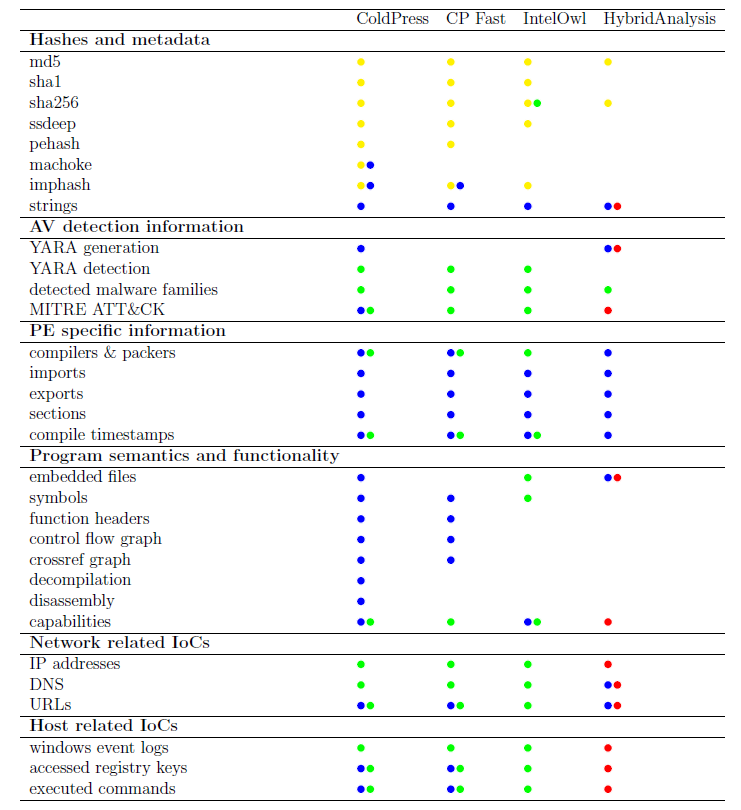 ColdPress CP Fast IntelOwl HybridAnalysis
Hashes and metadata
md5
sha1
sha256
ssdeep
pehash
machoke
imphash
strings
AV detection information
YARA generation
YARA detection
detected malware families
MITRE ATT&CK
PE specific information
compilers & packers
imports
exports
sections
compile timestamps
Program semantics and functionality
embedded files
symbols
function headers
control flow graph
crossref graph
decompilation
disassembly
capabilities
Network related IoCs
IP addresses
DNS
URLs
Host related IoCs
windows event logs
accessed registry keys
executed commands